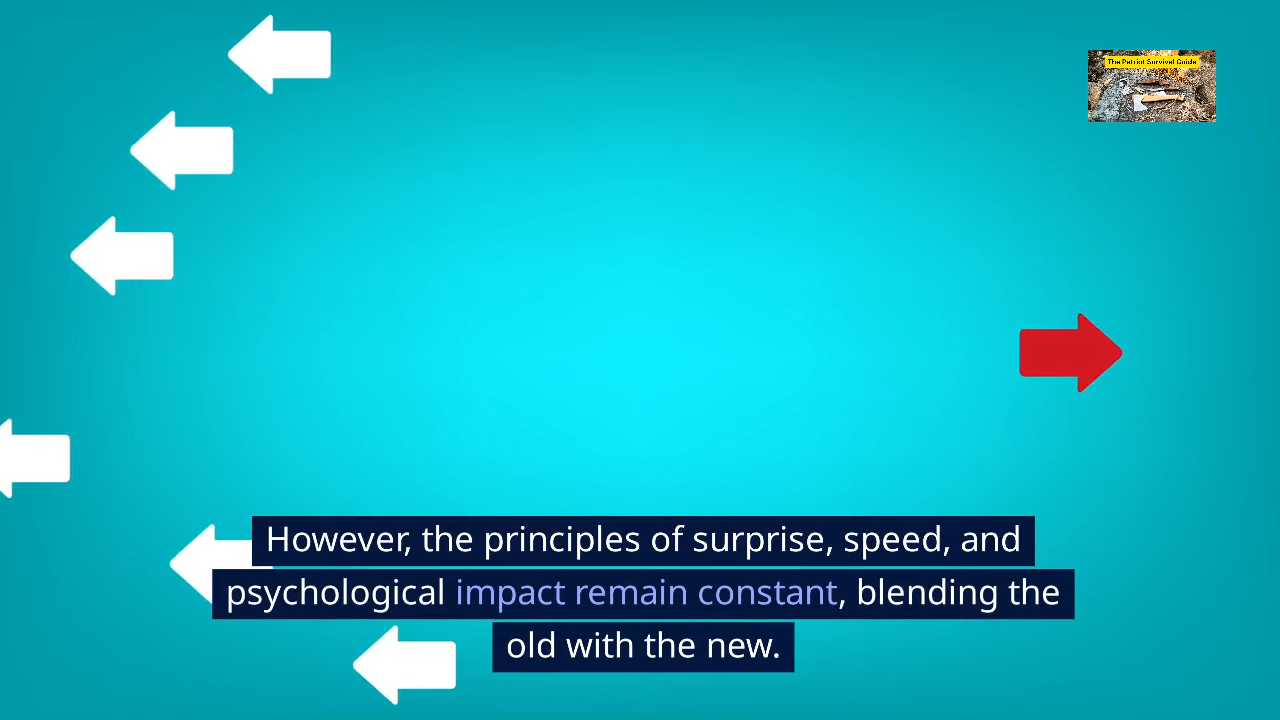 The Patriot Survival Guide
However, the principles of surprise, speed, and
psychological impact remain constant, blending the
old with the new.